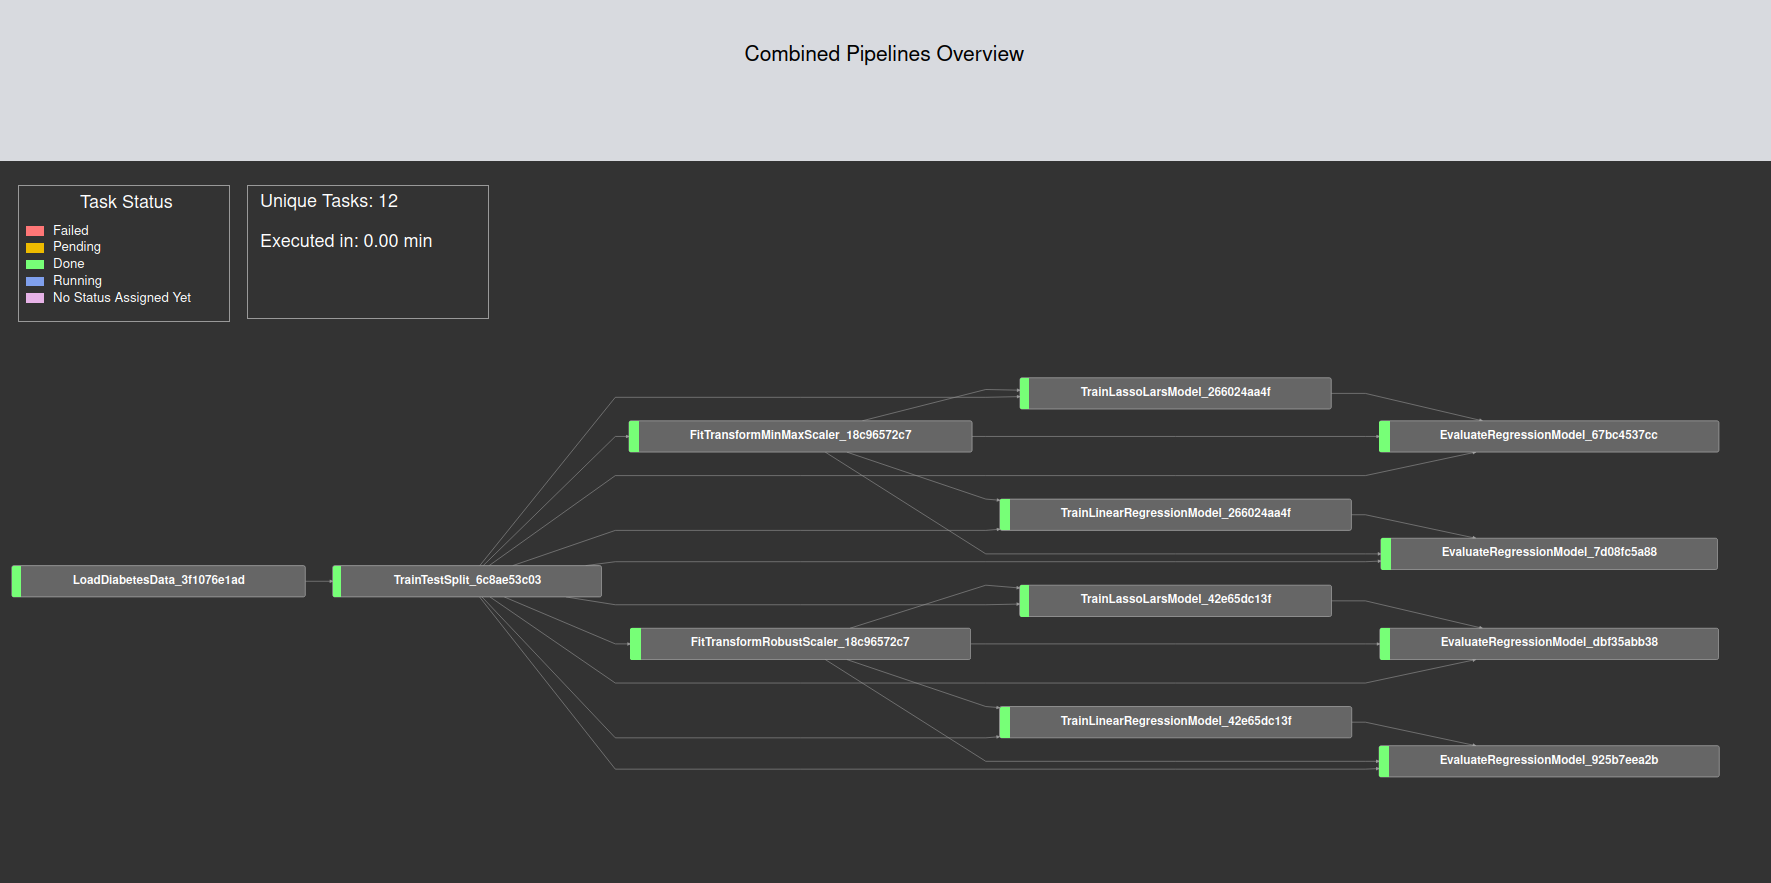 Combined Pipelines Overview
Task Status
Failed
Pending
Done
Running
No Status Assigned Yet
Unique Tasks: 12
Executed in: 0.00 min
TrainLassoLarsModel_266024aa4f
FitTransformMinMaxScaler_18c96572c7
EvaluateRegressionModel_67bc4537cc
TrainLinearRegressionModel_266024aa4f
EvaluateRegressionModel_7d08fc5a88
LoadDiabetesData_3f1076e1ad
TrainTestSplit_6c8ae53c03
TrainLassoLarsModel_42e65dc13f
FitTransformRobustScaler_18c96572c7
EvaluateRegressionModel_dbf35abb38
TrainLinearRegressionModel_42e65dc13f
EvaluateRegressionModel_925b7eea2b